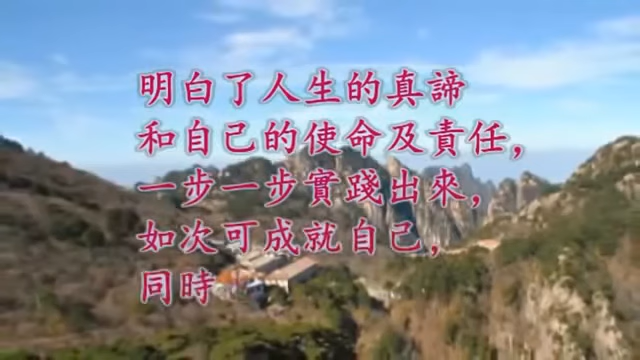 明白了人生的真諦
和自己的使命及責任，
一步一步實踐出來，
如次可成就自己，
同時